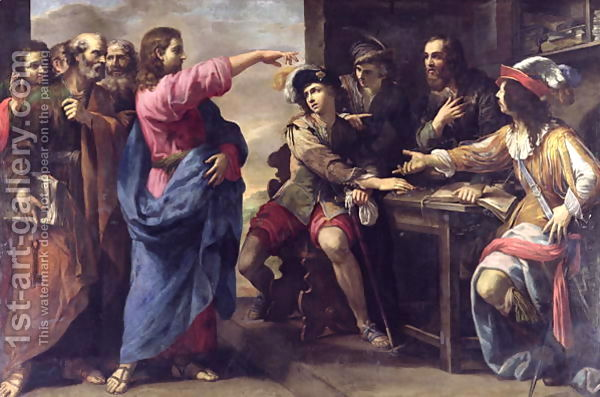 1st-art-gallery.com
This watermark does not appear on the painting